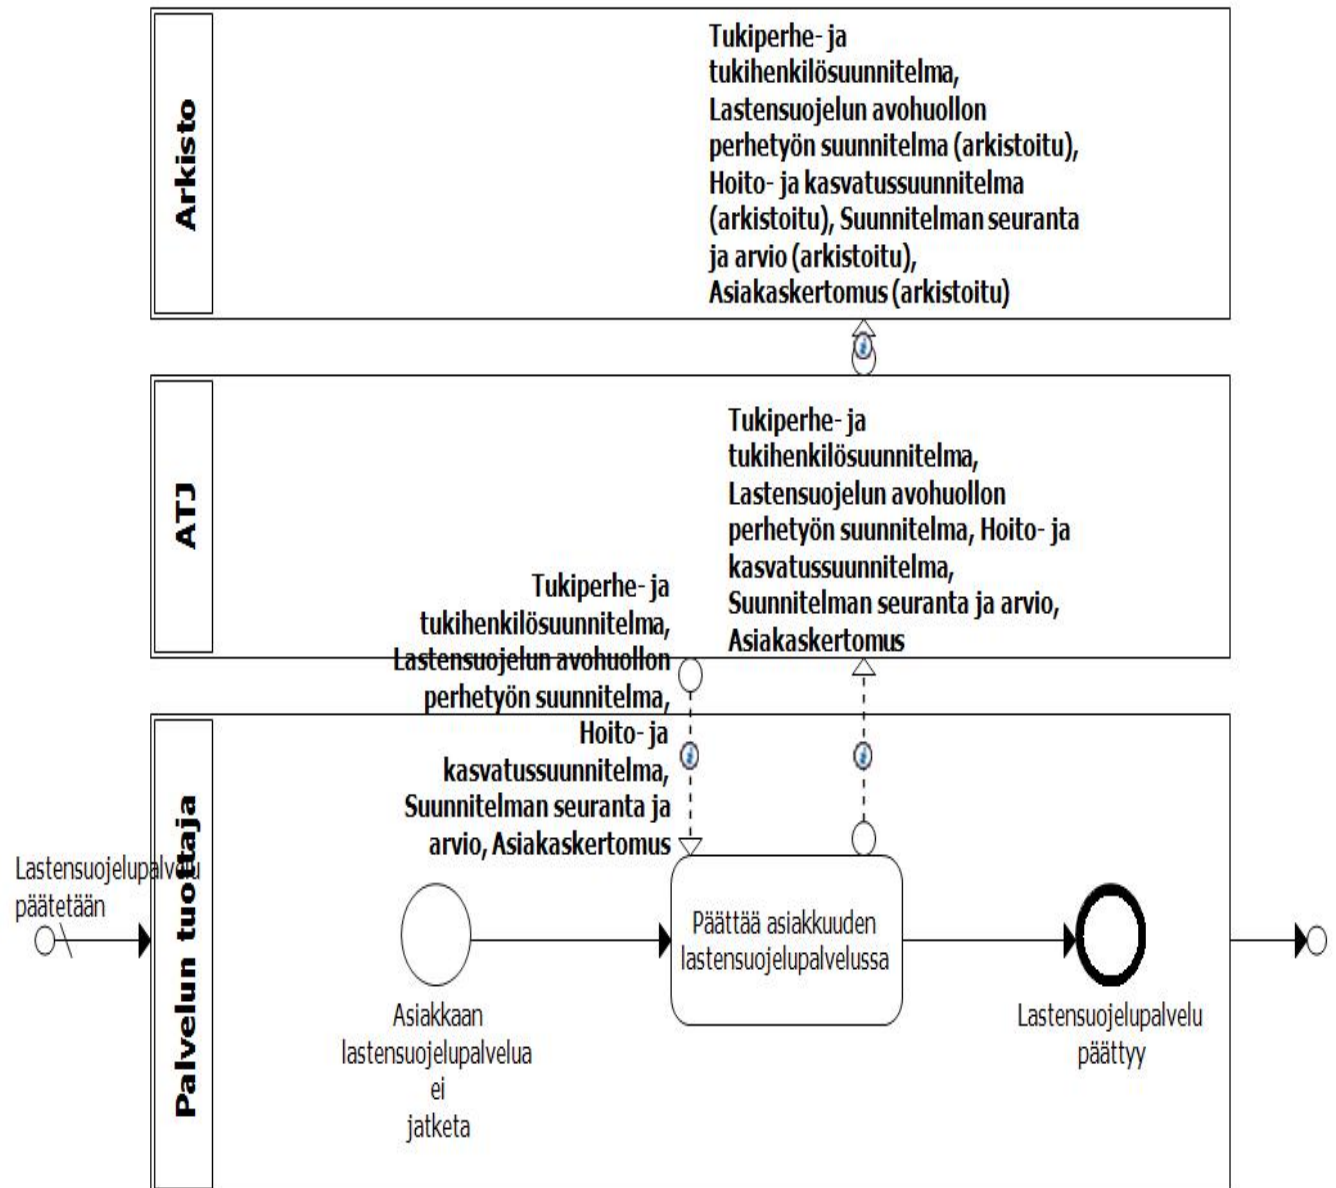 Arkisto
Tukiperhe- ja
tukihenkilösuunnitelma,
Lastensuojelun avohuollon
perhetyön suunnitelma (arkistoitu),
Hoito- ja kasvatussuunnitelma
(arkistoitu), Suunnitelman seuranta
ja arvio (arkistoitu),
Asiakaskertomus (arkistoitu)
ATJ
Tukiperhe- ja
tukihenkilösuunnitelma,
Lastensuojelun avohuollon
perhetyön suunnitelma, Hoito- ja
kasvatussuunnitelma,
Suunnitelman seuranta ja arvio,
Asiakaskertomus
Tukiperhe- ja
tukihenkilösuunnitelma,
Lastensuojelun avohuollon
perhetyön suunnitelma,
Hoito- ja
kasvatussuunnitelma,
Suunnitelman seuranta ja
arvio, Asiakaskertomus
Palvelun tuottaja
Lastensuojelupalvelu
päätetään
Asiakkaan
lastensuojelupalvelua
ei
jatketa
Päättää asiakkuuden
lastensuojelupalvelussa
Lastensuojelupalvelu
päättyy